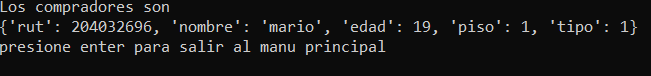 Los compradores son
{'rut': 204032696, 'nombre': 'mario', 'edad': 19, 'piso': 1, 'tipo': 1}
presione enter para salir al manu principal